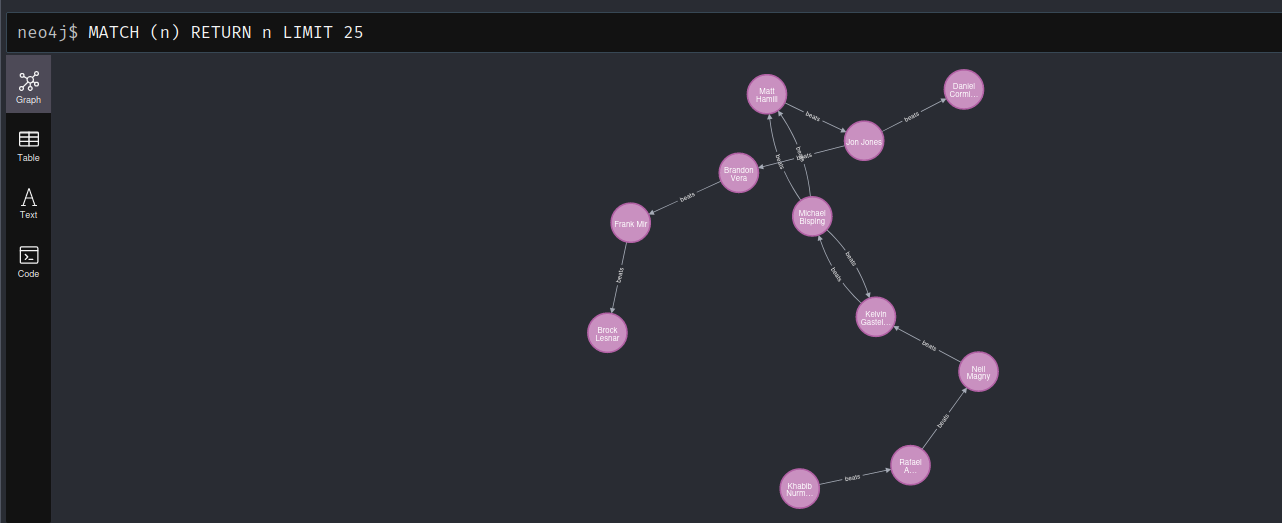 neo4j$ MATCH (n) RETURN n LIMIT 25
Graph
Table
Text
Code
Matt
Hamill
Daniel
Cormi...
beats
beats
Jon Jones
beats
beats
beats
Brandon
Vera
beats
Frank Mir
Michael
Bisping
beats
beats
beats
Kelvin
Gastel...
Brock
Lesnar
beats
Neil
Magny
beats
Rafael
A...
beats
Khabib
Nurm...